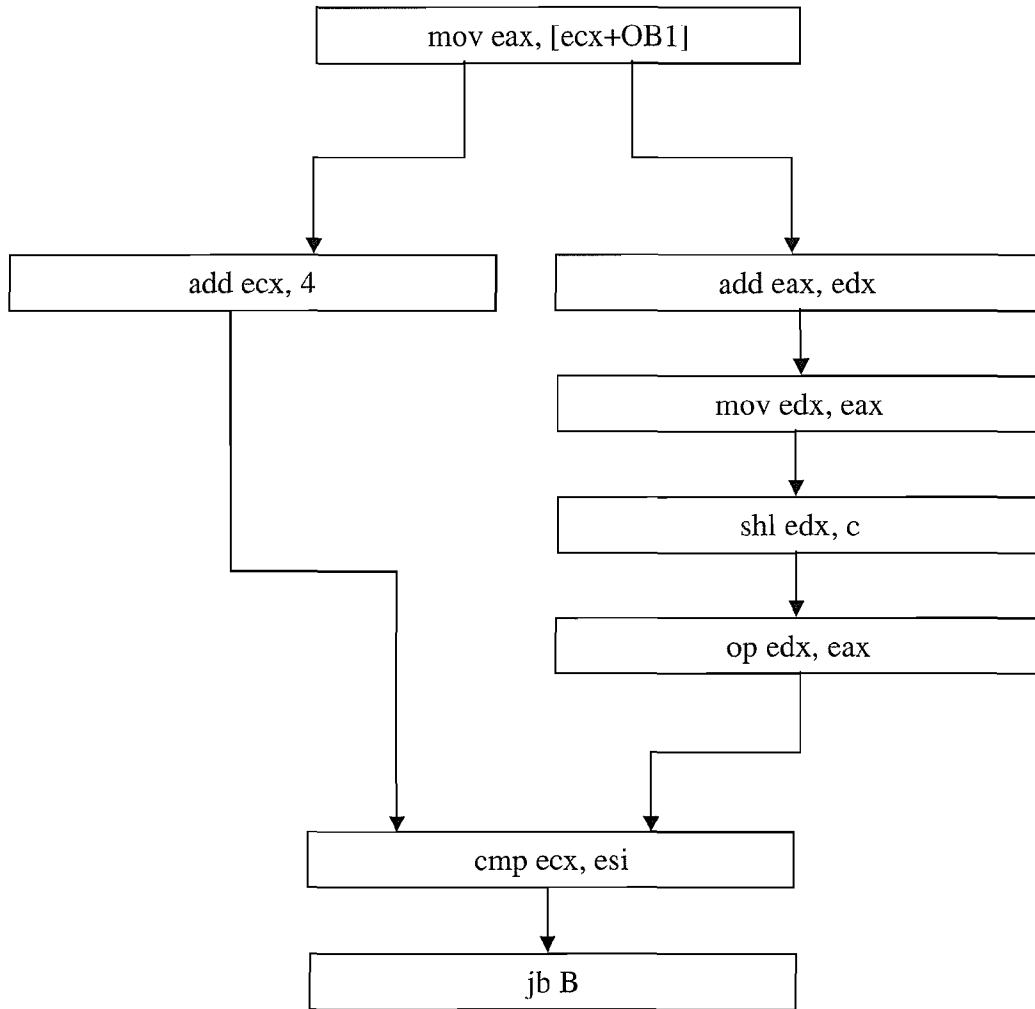 mov eax, [ecx+OB1]
add ecx, 4
add eax, edx
mov edx, eax
shl edx, c
op edx, eax
cmp ecx, esi
jb B